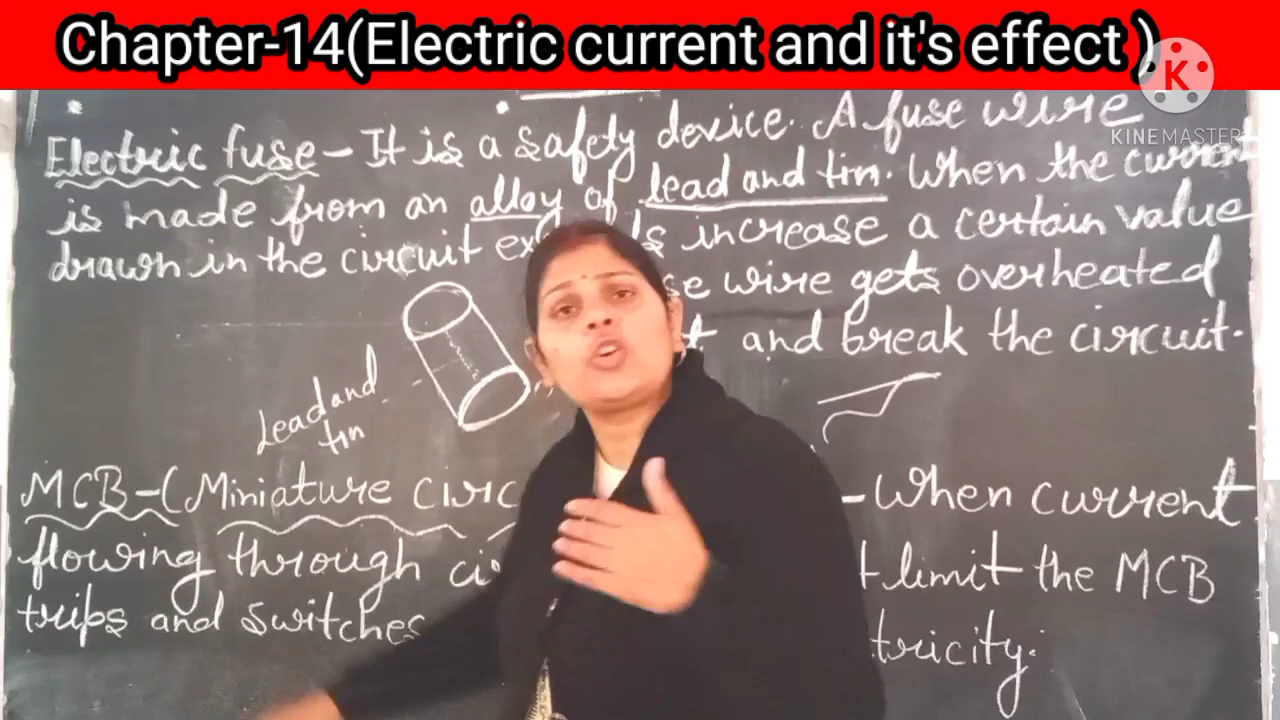 Chapter-14(Electric current and it's effect )
K
KINEMASTER
Electric fuse - It is a safety device. A fuse wire
is made from an alloy of lead and tin. When the current
drawn in the circuit increase a certain value
wire gets overheated
and break the circuit.
Lead and
tin
MCB-(Miniature - When current
flowing through limit the MCB
trips and switches